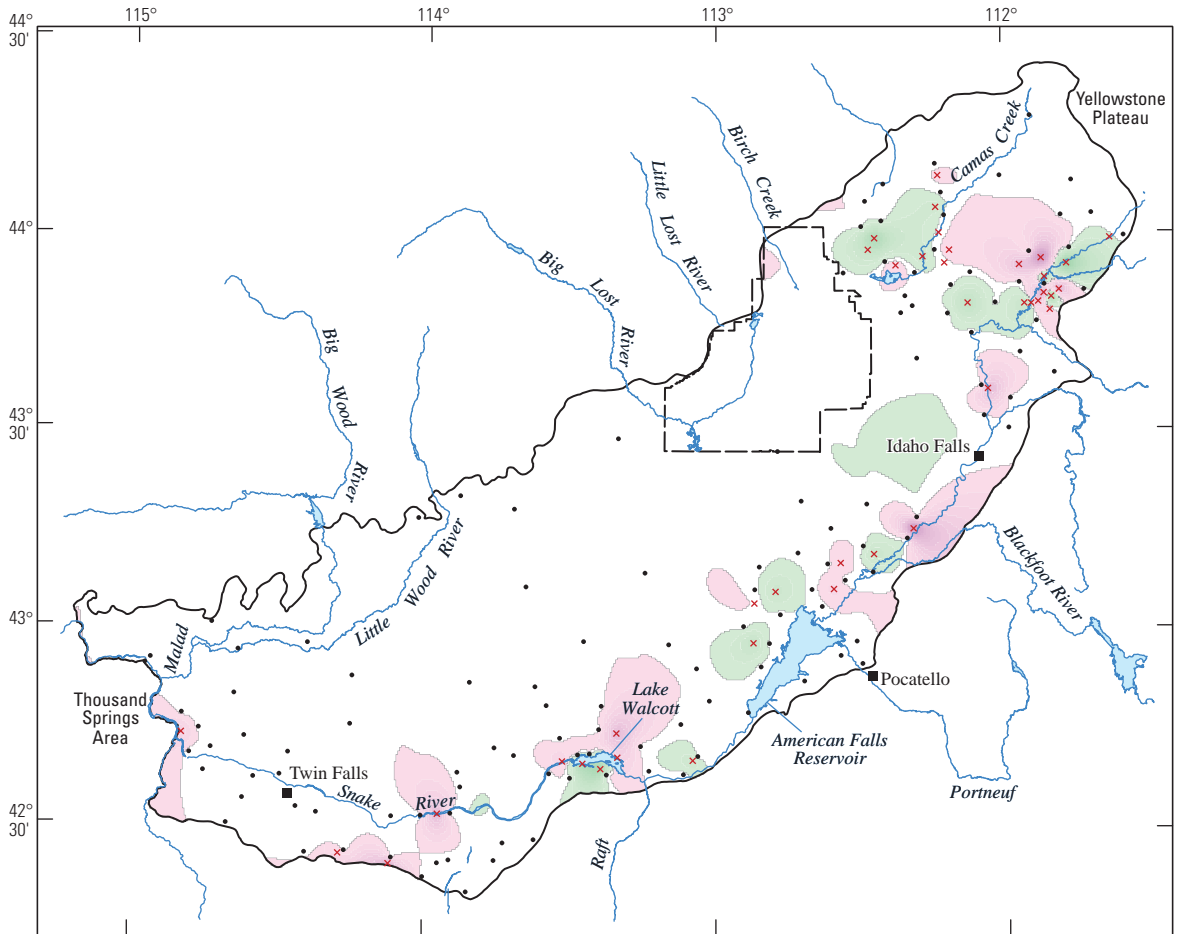 115°
114°
113°
112°
44°
30'
Yellowstone
Plateau
Camas Creek
Birch
Creek
Little Lost
River
44°
Big
Lost
River
Big
Wood
River
43°
30'
Idaho Falls
Blackfoot River
Little Wood River
43°
Malad
Pocatello
Thousand
Springs
Area
Lake
Walcott
American Falls
Reservoir
Twin Falls
Snake
River
Portneuf
42°
30'
Raft